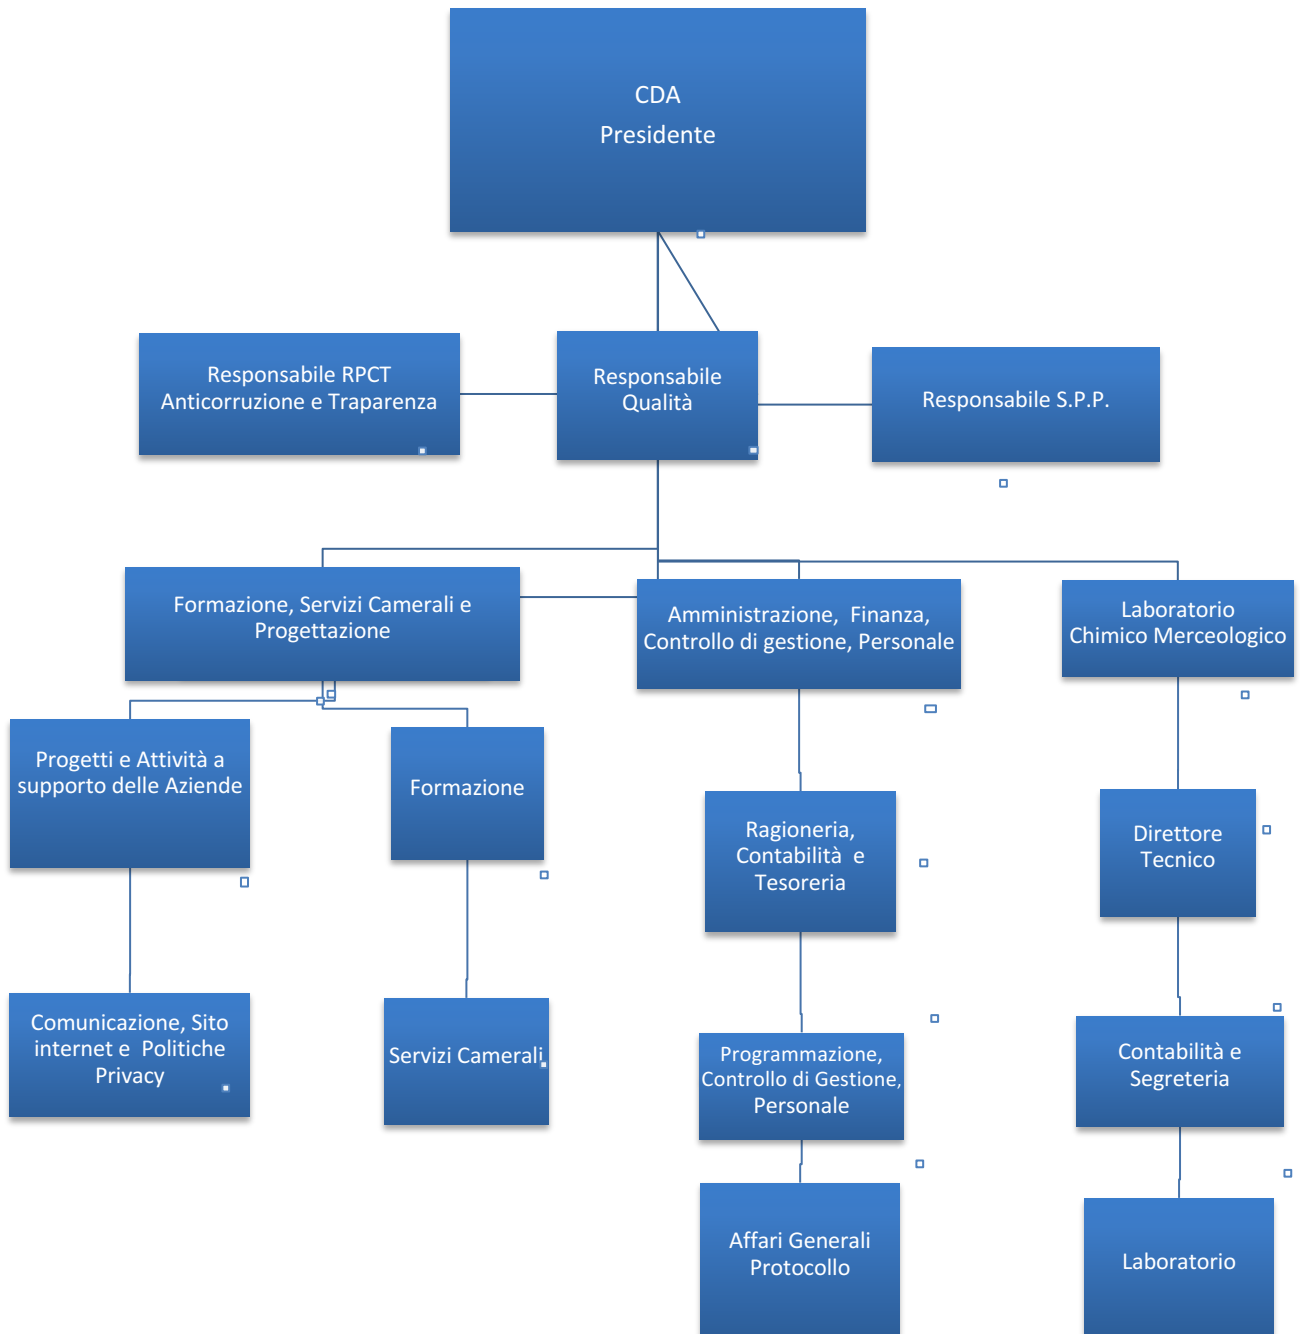 CDA
Presidente
Responsabile RPCT
Anticorruzione e Traparenza
Responsabile
Qualità
Responsabile S.P.P.
Formazione, Servizi Camerali e
Progettazione
Amministrazione, Finanza,
Controllo di gestione, Personale
Laboratorio
Chimico Merceologico
Progetti e Attività a
supporto delle Aziende
Formazione
Ragioneria,
Contabilità e
Tesoreria
Direttore
Tecnico
Comunicazione, Sito
internet e Politiche
Privacy
Servizi Camerali
Programmazione,
Controllo di Gestione,
Personale
Contabilità e
Segreteria
Affari Generali
Protocollo
Laboratorio